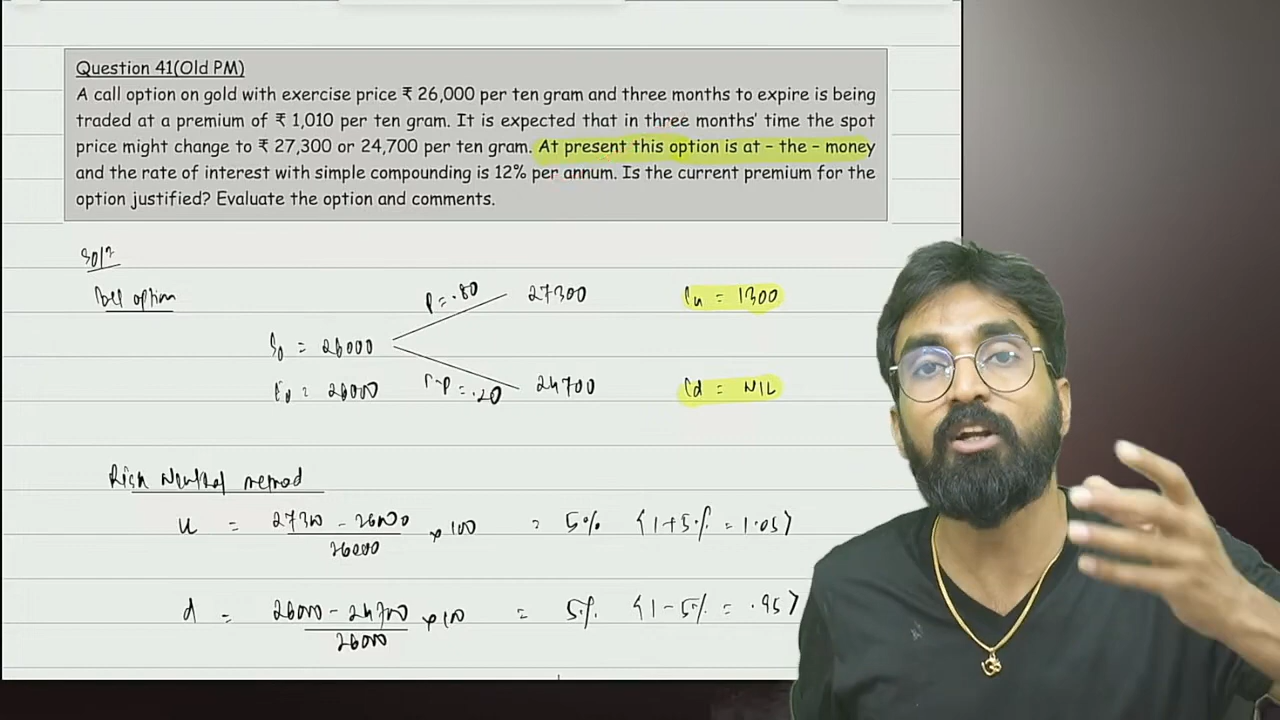 Question 41(Old PM)
A call option on gold with exercise price ₹ 26,000 per ten gram and three months to expire is being
traded at a premium of ₹ 1,010 per ten gram. It is expected that in three months' time the spot
price might change to ₹ 27,300 or 24,700 per ten gram. At present this option is at – the – money
and the rate of interest with simple compounding is 12% per annum. Is the current premium for the
option justified? Evaluate the option and comments.
Soln
Call option
P = .80 27300 Cu = 1300
S0 = 26000
1-P = .20 24700 Cd = NIL
= 26000
Risk Neutral method
u = 27300 - 26000 / 26000 × 100 = 5% {1+5% = 1.05}
d = 26000 - 24700 / 26000 × 100 = 5% {1-5% = .95}